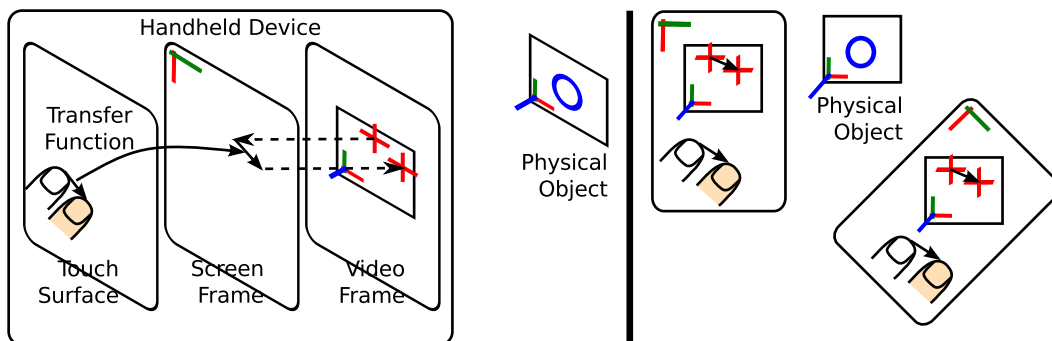 Handheld Device
Transfer
Function
Touch
Surface
Screen
Frame
Video
Frame
Physical
Object
Physical
Object